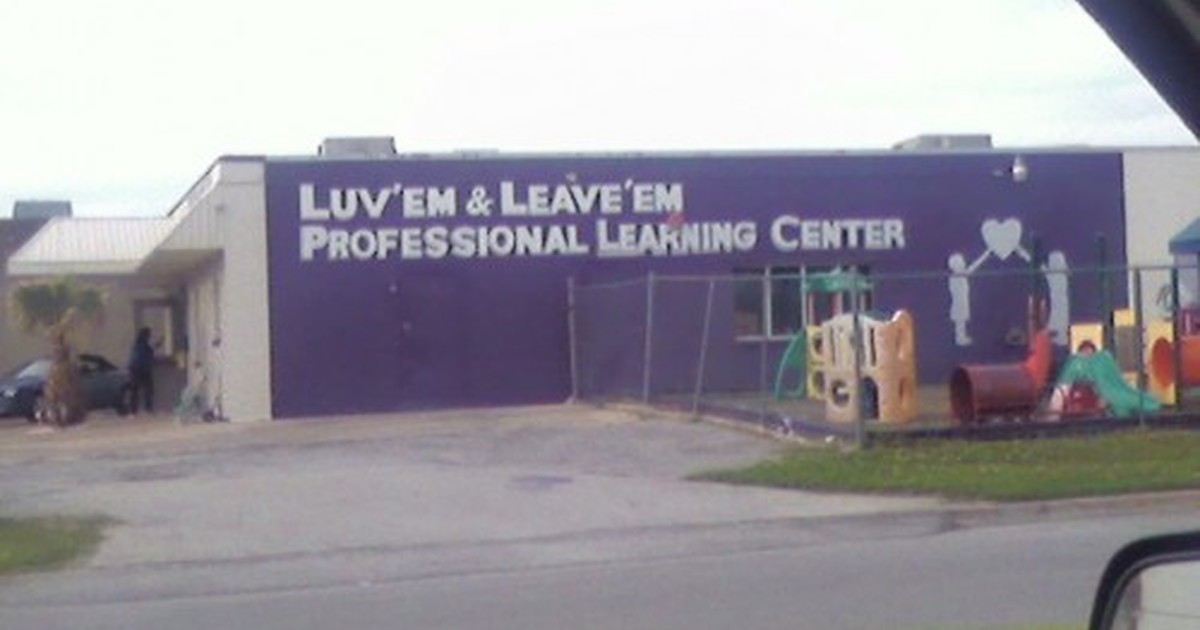 LUV'EM & LEAVE'EM
PROFESSIONAL LEARNING CENTER